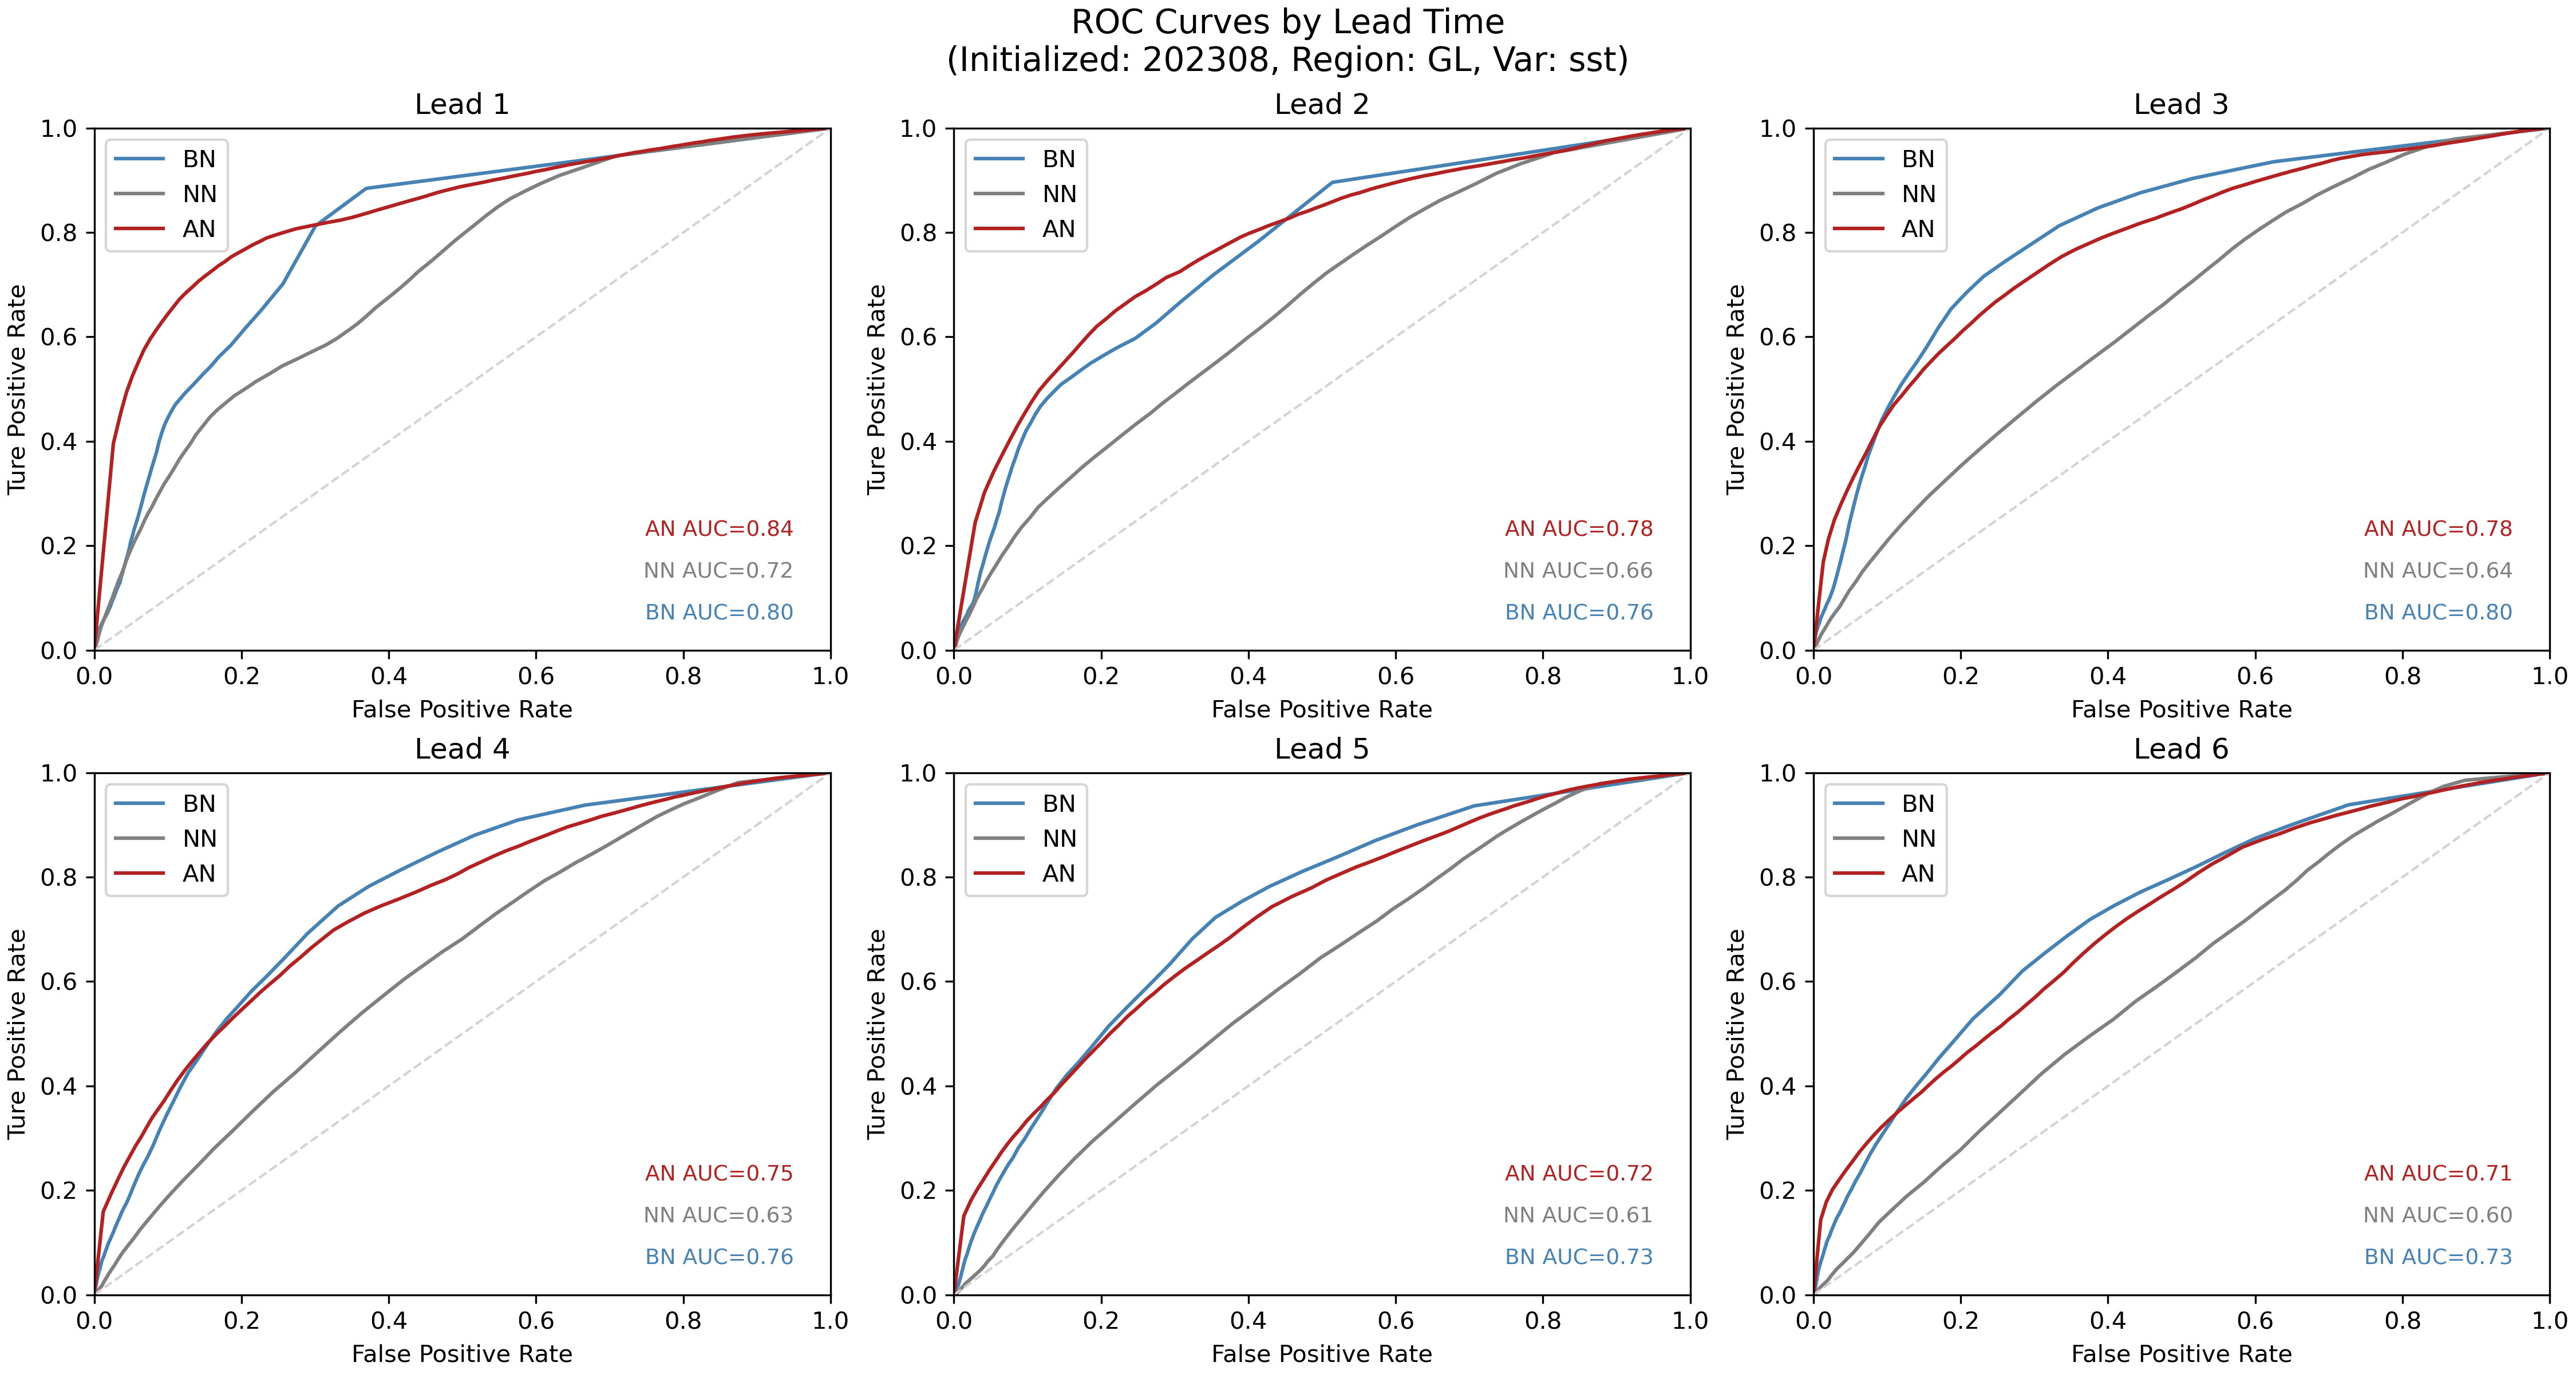 ROC Curves by Lead Time
(Initialized: 202308, Region: GL, Var: sst)
Lead 1
1.0
0.8
0.6
0.4
0.2
0.0
Ture Positive Rate
BN
NN
AN
AN AUC=0.84
NN AUC=0.72
BN AUC=0.80
0.0 0.2 0.4 0.6 0.8 1.0
False Positive Rate
Lead 2
1.0
0.8
0.6
0.4
0.2
0.0
Ture Positive Rate
BN
NN
AN
AN AUC=0.78
NN AUC=0.66
BN AUC=0.76
0.0 0.2 0.4 0.6 0.8 1.0
False Positive Rate
Lead 3
1.0
0.8
0.6
0.4
0.2
0.0
Ture Positive Rate
BN
NN
AN
AN AUC=0.78
NN AUC=0.64
BN AUC=0.80
0.0 0.2 0.4 0.6 0.8 1.0
False Positive Rate
Lead 4
1.0
0.8
0.6
0.4
0.2
0.0
Ture Positive Rate
BN
NN
AN
AN AUC=0.75
NN AUC=0.63
BN AUC=0.76
0.0 0.2 0.4 0.6 0.8 1.0
False Positive Rate
Lead 5
1.0
0.8
0.6
0.4
0.2
0.0
Ture Positive Rate
BN
NN
AN
AN AUC=0.72
NN AUC=0.61
BN AUC=0.73
0.0 0.2 0.4 0.6 0.8 1.0
False Positive Rate
Lead 6
1.0
0.8
0.6
0.4
0.2
0.0
Ture Positive Rate
BN
NN
AN
AN AUC=0.71
NN AUC=0.60
BN AUC=0.73
0.0 0.2 0.4 0.6 0.8 1.0
False Positive Rate